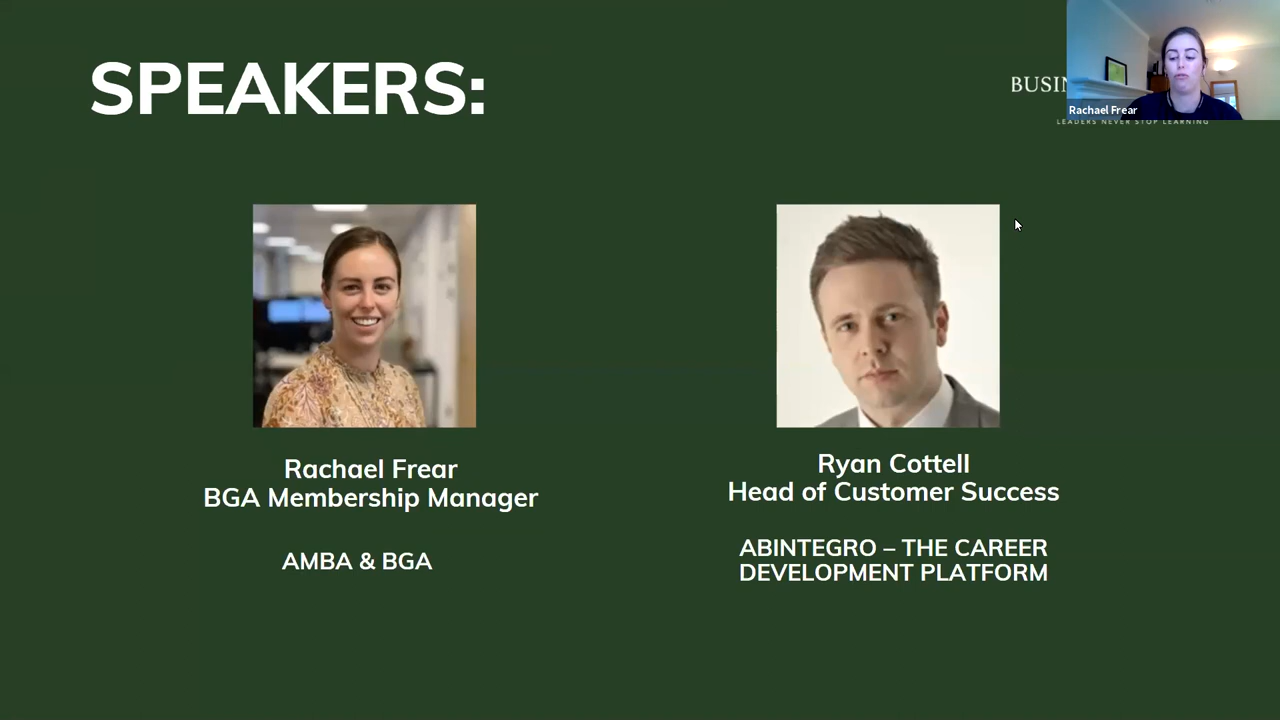 SPEAKERS:
Rachael Frear
LEADERS NEVER STOP LEARNING
Rachael Frear
BGA Membership Manager
AMBA & BGA
Ryan Cottell
Head of Customer Success
ABINTEGRO – THE CAREER
DEVELOPMENT PLATFORM